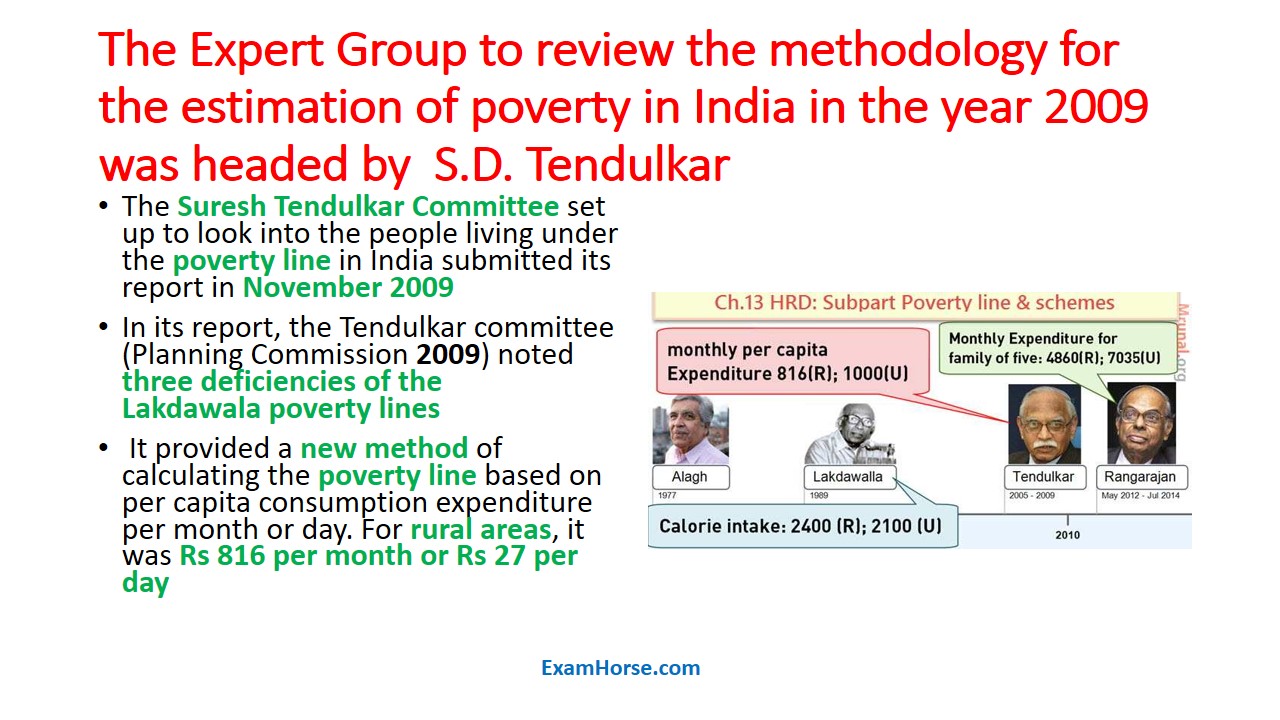 The Expert Group to review the methodology for
the estimation of poverty in India in the year 2009
was headed by  S.D. Tendulkar
• The Suresh Tendulkar Committee set
up to look into the people living under
the poverty line in India submitted its
report in November 2009
• In its report, the Tendulkar committee
(Planning Commission 2009) noted
three deficiencies of the
Lakdawala poverty lines
•  It provided a new method of
calculating the poverty line based on
per capita consumption expenditure
per month or day. For rural areas, it
was Rs 816 per month or Rs 27 per
day
Ch.13 HRD: Subpart Poverty line & schemes
Mrunal.org
monthly per capita
Expenditure 816(R); 1000(U)
Monthly Expenditure for
family of five: 4860(R); 7035(U)
Alagh
1977
Lakdawalla
1989
Tendulkar
2005 - 2009
Rangarajan
May 2012 - Jul 2014
Calorie intake: 2400 (R); 2100 (U)
2010
ExamHorse.com